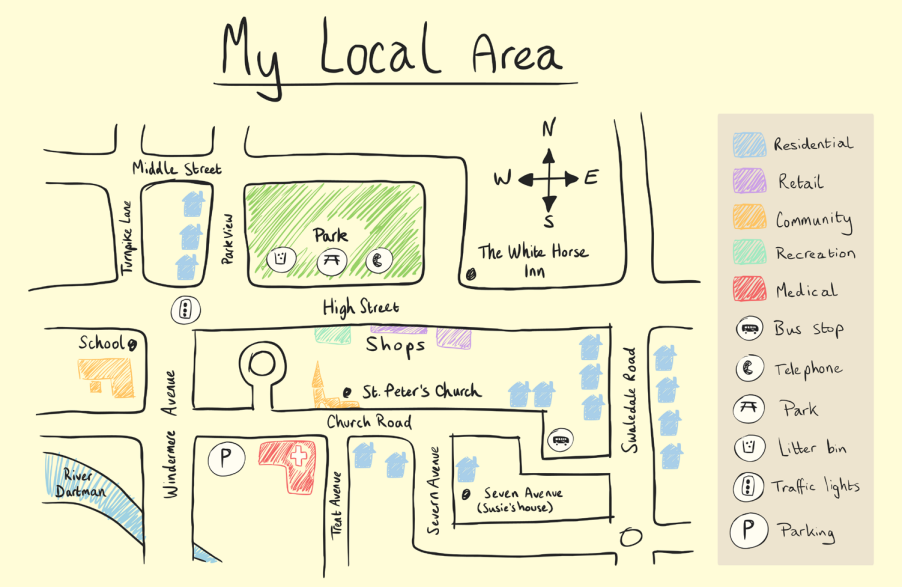 My Local Area
Middle Street
Turnpike Lane
Park View
Park
N
W
E
S
The White Horse
Inn
High Street
School
Shops
St. Peter's Church
Church Road
Windermere Avenue
Swaledale Road
P
River
Dartman
Trent Avenue
Severn Avenue
Seven Avenue
(Susie's house)
Residential
Retail
Community
Recreation
Medical
Bus stop
Telephone
Park
Litter bin
Traffic lights
P
Parking